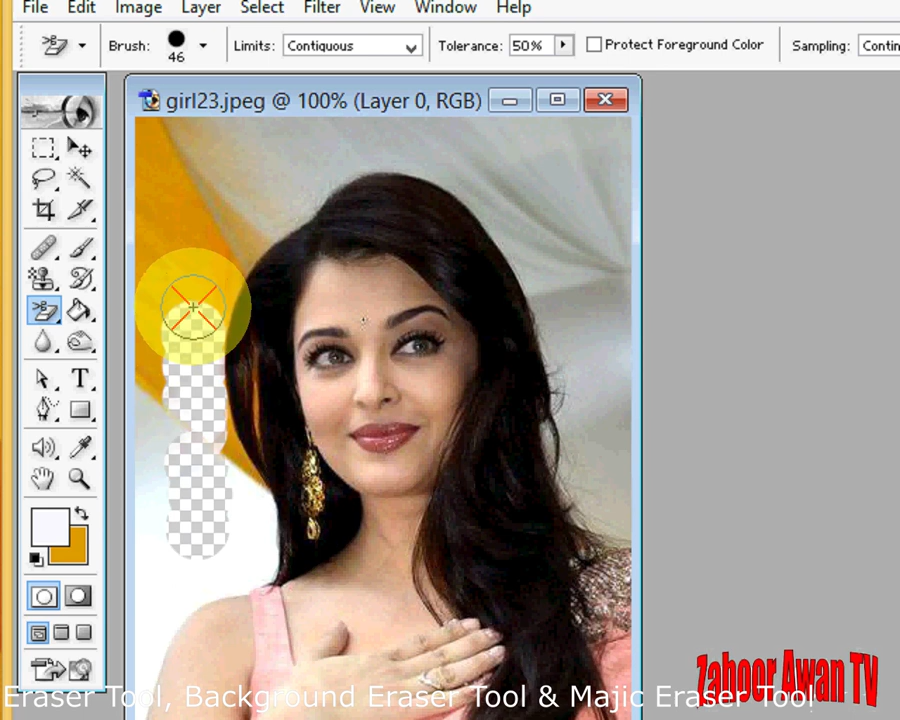 File Edit Image Layer Select Filter View Window Help
Brush: 46 Limits: Contiquous Tolerance: 50% Protect Foreground Color Sampling: Contin
girl23.jpeg @ 100% (Layer 0, RGB)
T
Zahoor Awan TV
Eraser Tool, Background Eraser Tool & Majic Eraser Tool